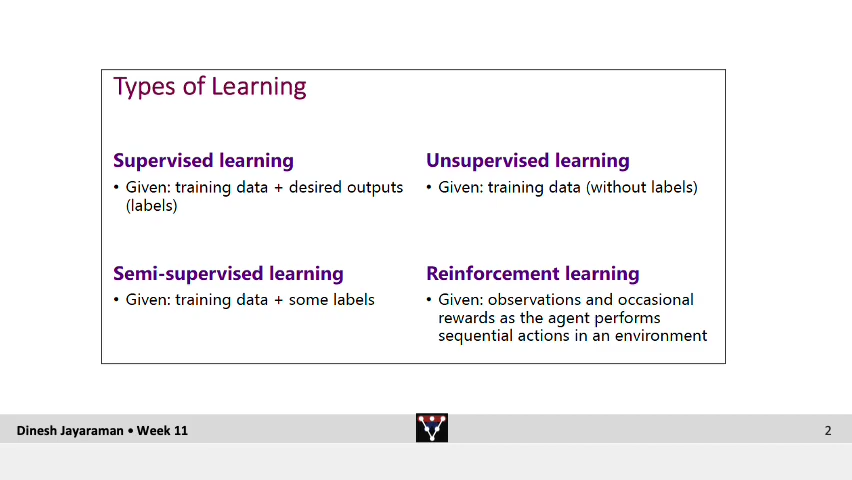 Types of Learning
Supervised learning
• Given: training data + desired outputs
(labels)
Unsupervised learning
• Given: training data (without labels)
Semi-supervised learning
• Given: training data + some labels
Reinforcement learning
• Given: observations and occasional
rewards as the agent performs
sequential actions in an environment
Dinesh Jayaraman • Week 11
2